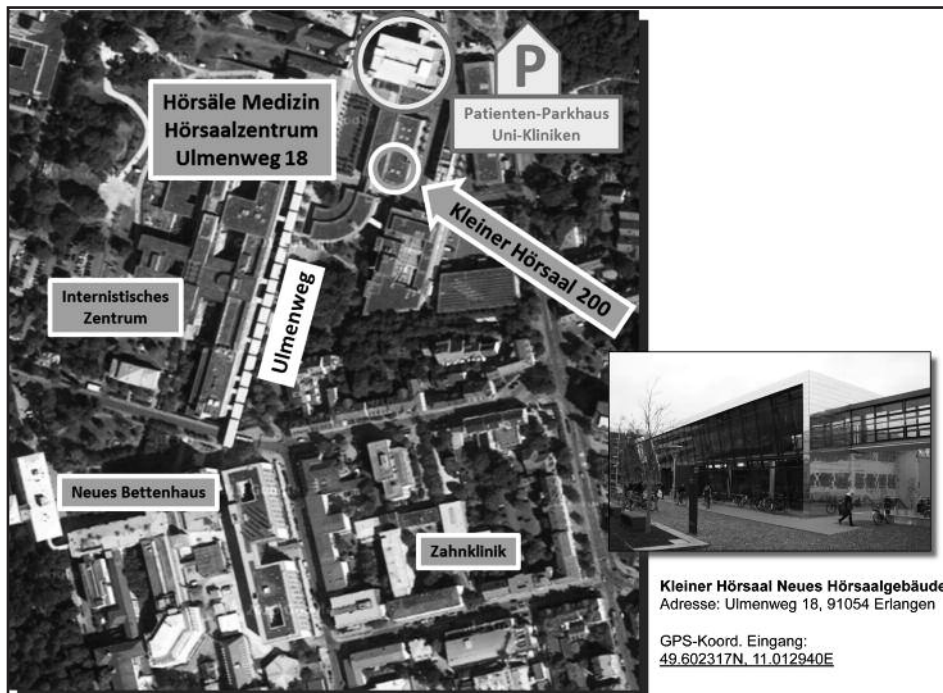 P
Patienten-Parkhaus
Uni-Kliniken
Hörsäle Medizin
Hörsaalzentrum
Ulmenweg 18
Kleiner Hörsaal 200
Internistisches
Zentrum
Ulmenweg
Neues Bettenhaus
Zahnklinik
Kleiner Hörsaal Neues Hörsaalgebäude
Adresse: Ulmenweg 18, 91054 Erlangen
GPS-Koord. Eingang:
49.602317N, 11.012940E